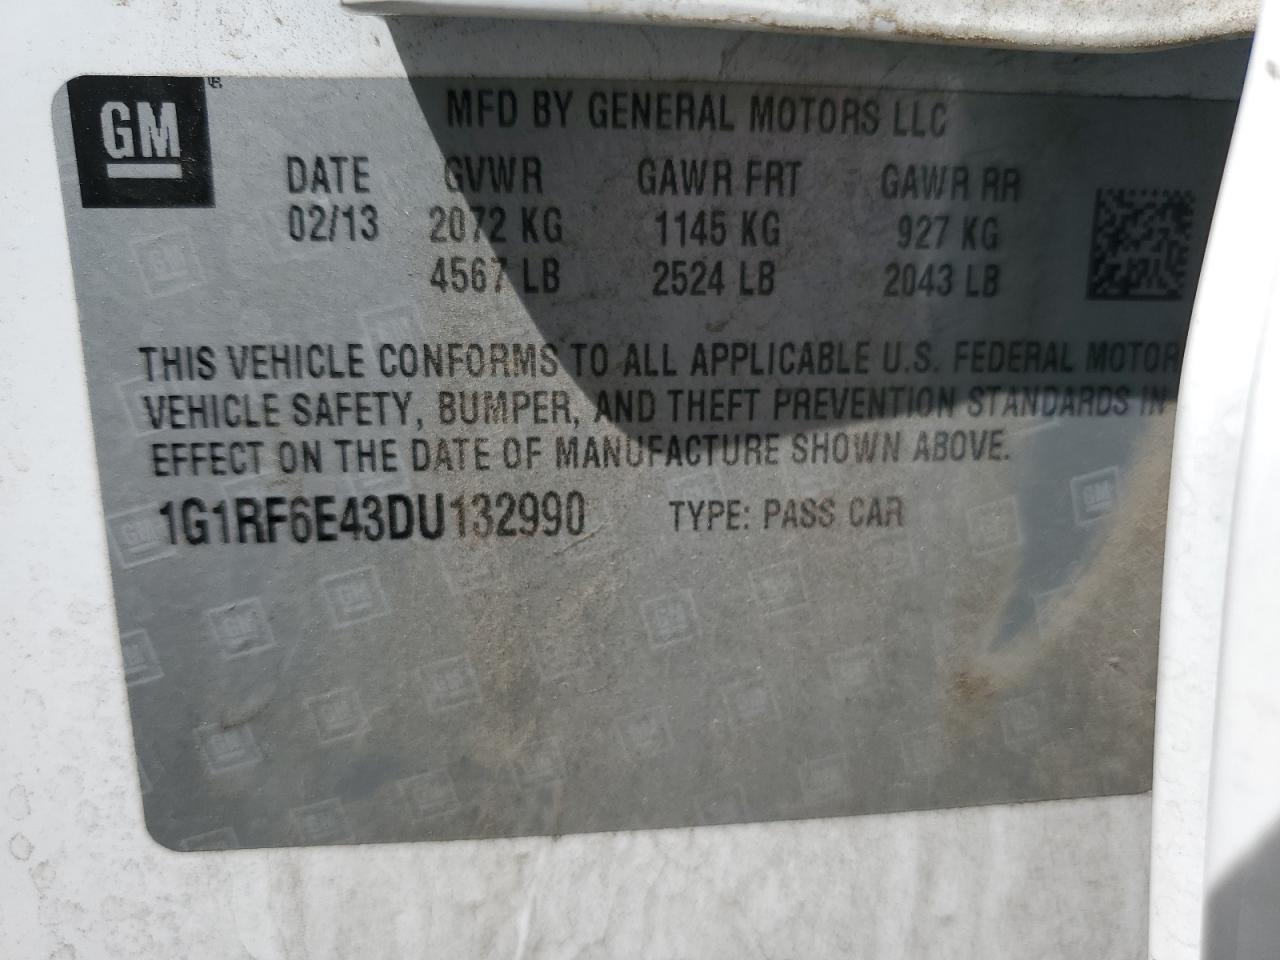 GM
MFD BY GENERAL MOTORS LLC
DATE GVWR GAWR FRT GAWR RR
02/13 2072 KG 1145 KG 927 KG
4567 LB 2524 LB 2043 LB
THIS VEHICLE CONFORMS TO ALL APPLICABLE U.S. FEDERAL MOTOR
VEHICLE SAFETY, BUMPER, AND THEFT PREVENTION STANDARDS IN
EFFECT ON THE DATE OF MANUFACTURE SHOWN ABOVE.
1G1RF6E43DU132990 TYPE: PASS CAR